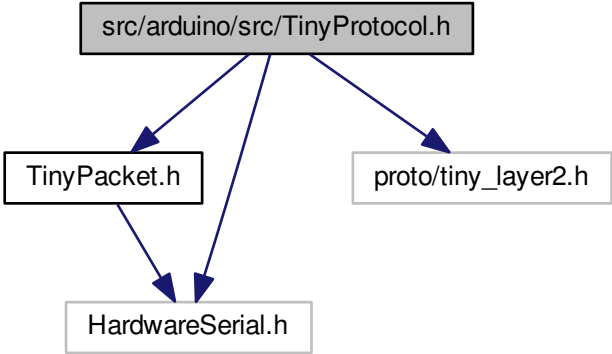 src/arduino/src/TinyProtocol.h
TinyPacket.h
proto/tiny_layer2.h
HardwareSerial.h